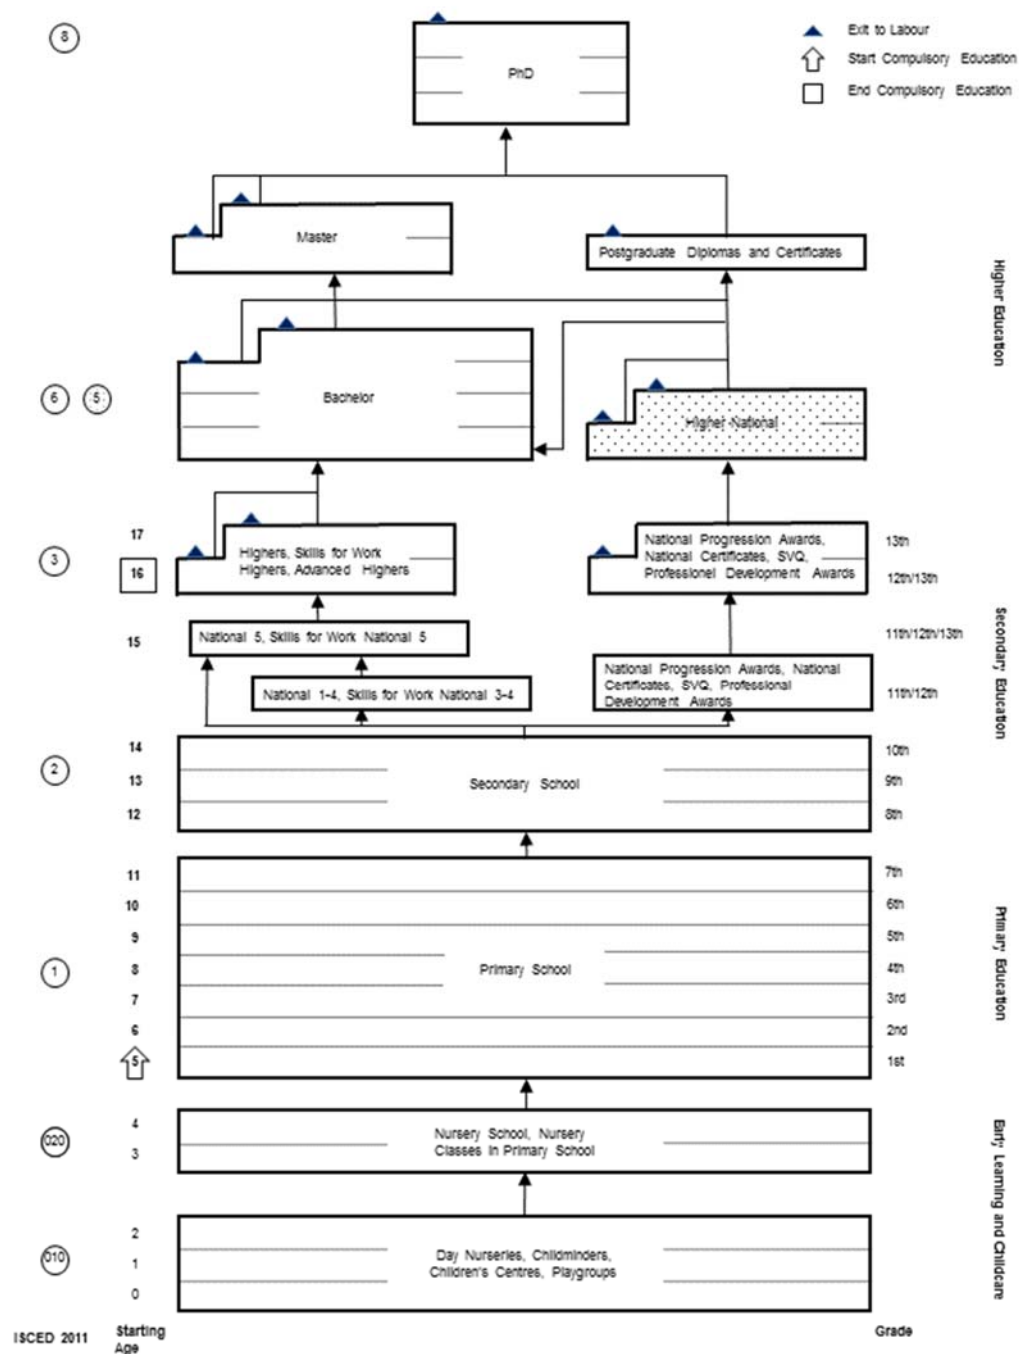 8
Exit to Labour
Start Compulsory Education
End Compulsory Education
PhD
Master
Postgraduate Diplomas and Certificates
Higher Education
6
5
Bachelor
Higher National
3
17
16
15
Highers, Skills for Work
Highers, Advanced Highers
National Progression Awards,
National Certificates, SVQ,
Professionel Development Awards
13th
12th/13th
National 5, Skills for Work National 5
11th/12th/13th
National 1-4, Skills for Work National 3-4
National Progression Awards, National
Certificates, SVQ, Professional
Development Awards
11th/12th
Secondary Education
2
14
13
12
Secondary School
10th
9th
8th
1
11
10
9
8
7
6
5
Primary School
7th
6th
5th
4th
3rd
2nd
1st
Primary Education
020
4
3
Nursery School, Nursery
Classes in Primary School
010
2
1
0
Day Nurseries, Childminders,
Children's Centres, Playgroups
Early Learning and Childcare
ISCED 2011
Starting
Age
Grade